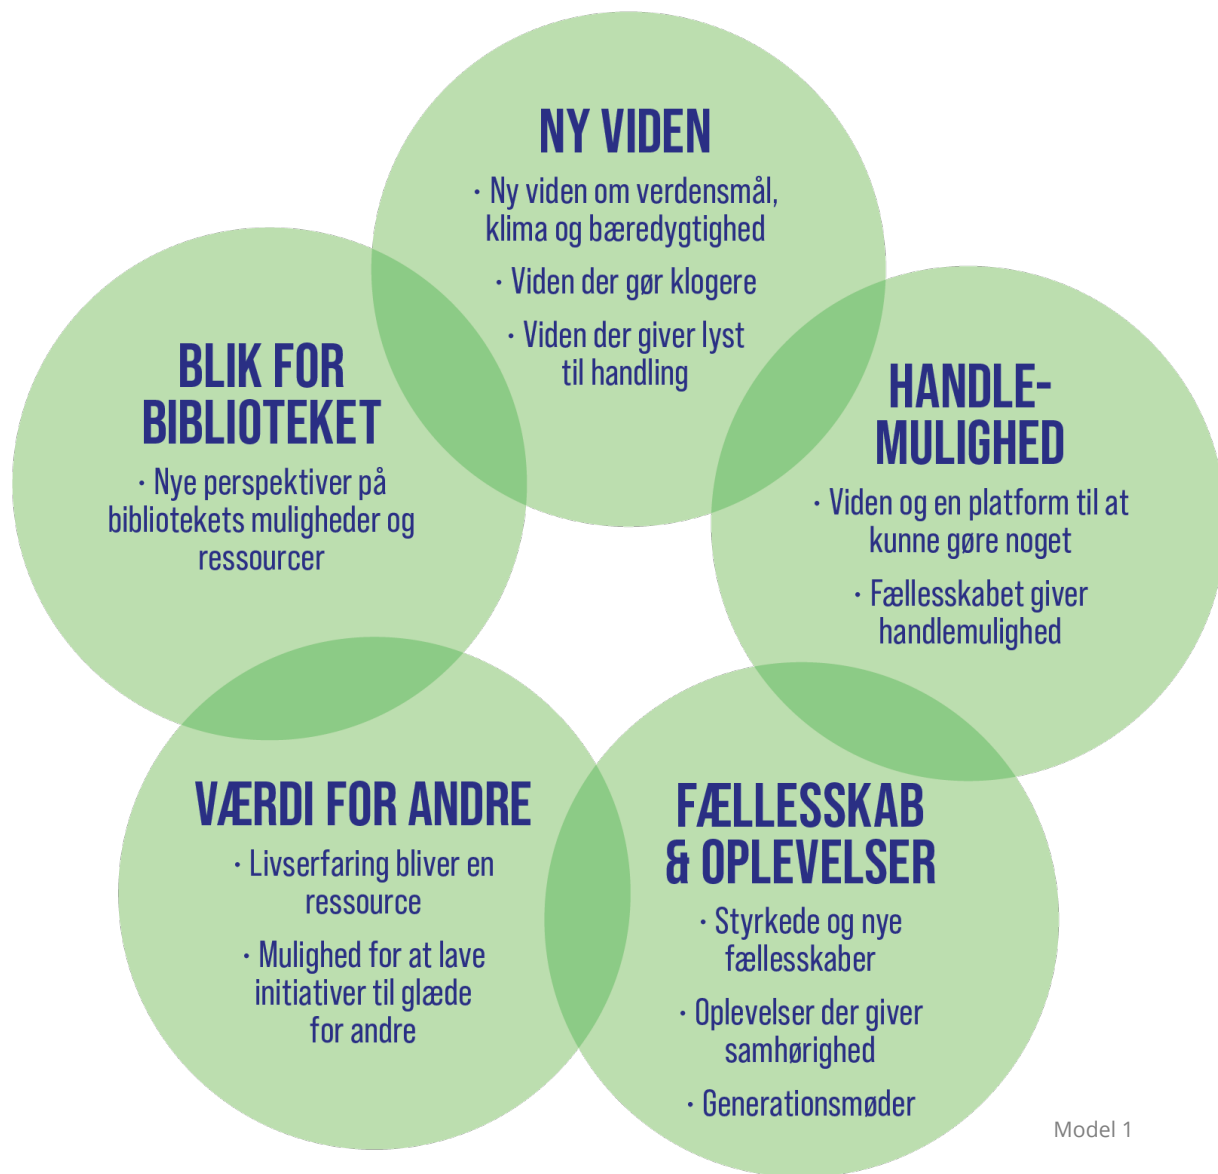 NY VIDEN
· Ny viden om verdensmål,
klima og bæredygtighed
· Viden der gør klogere
· Viden der giver lyst
til handling
BLIK FOR
BIBLIOTEKET
· Nye perspektiver på
bibliotekets muligheder og
ressourcer
HANDLE-
MULIGHED
· Viden og en platform til at
kunne gøre noget
· Fællesskabet giver
handlemulighed
VÆRDI FOR ANDRE
· Livserfaring bliver en
ressource
· Mulighed for at lave
initiativer til glæde
for andre
FÆLLESSKAB
& OPLEVELSER
· Styrkede og nye
fællesskaber
· Oplevelser der giver
samhørighed
· Generationsmøder
Model 1